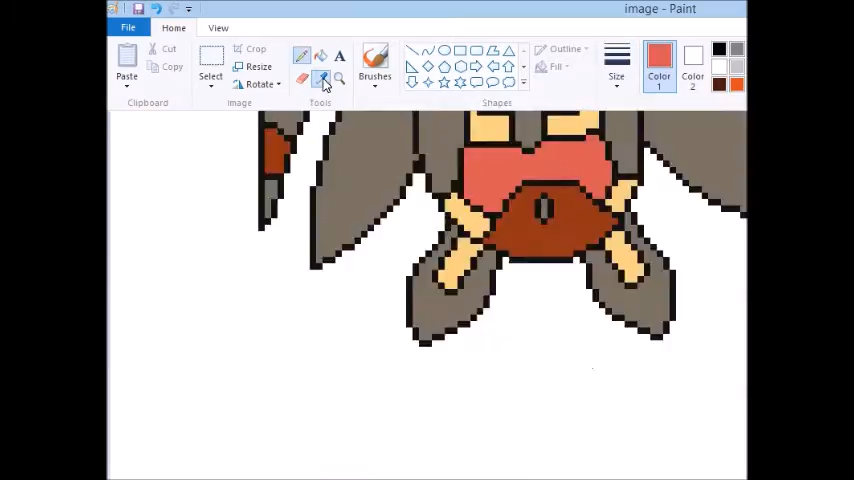 image - Paint
File Home View
Paste Cut Copy
Select Crop Resize Rotate
A
Brushes
Outline Fill
Size
Color 1
Color 2
Clipboard Image Tools Shapes